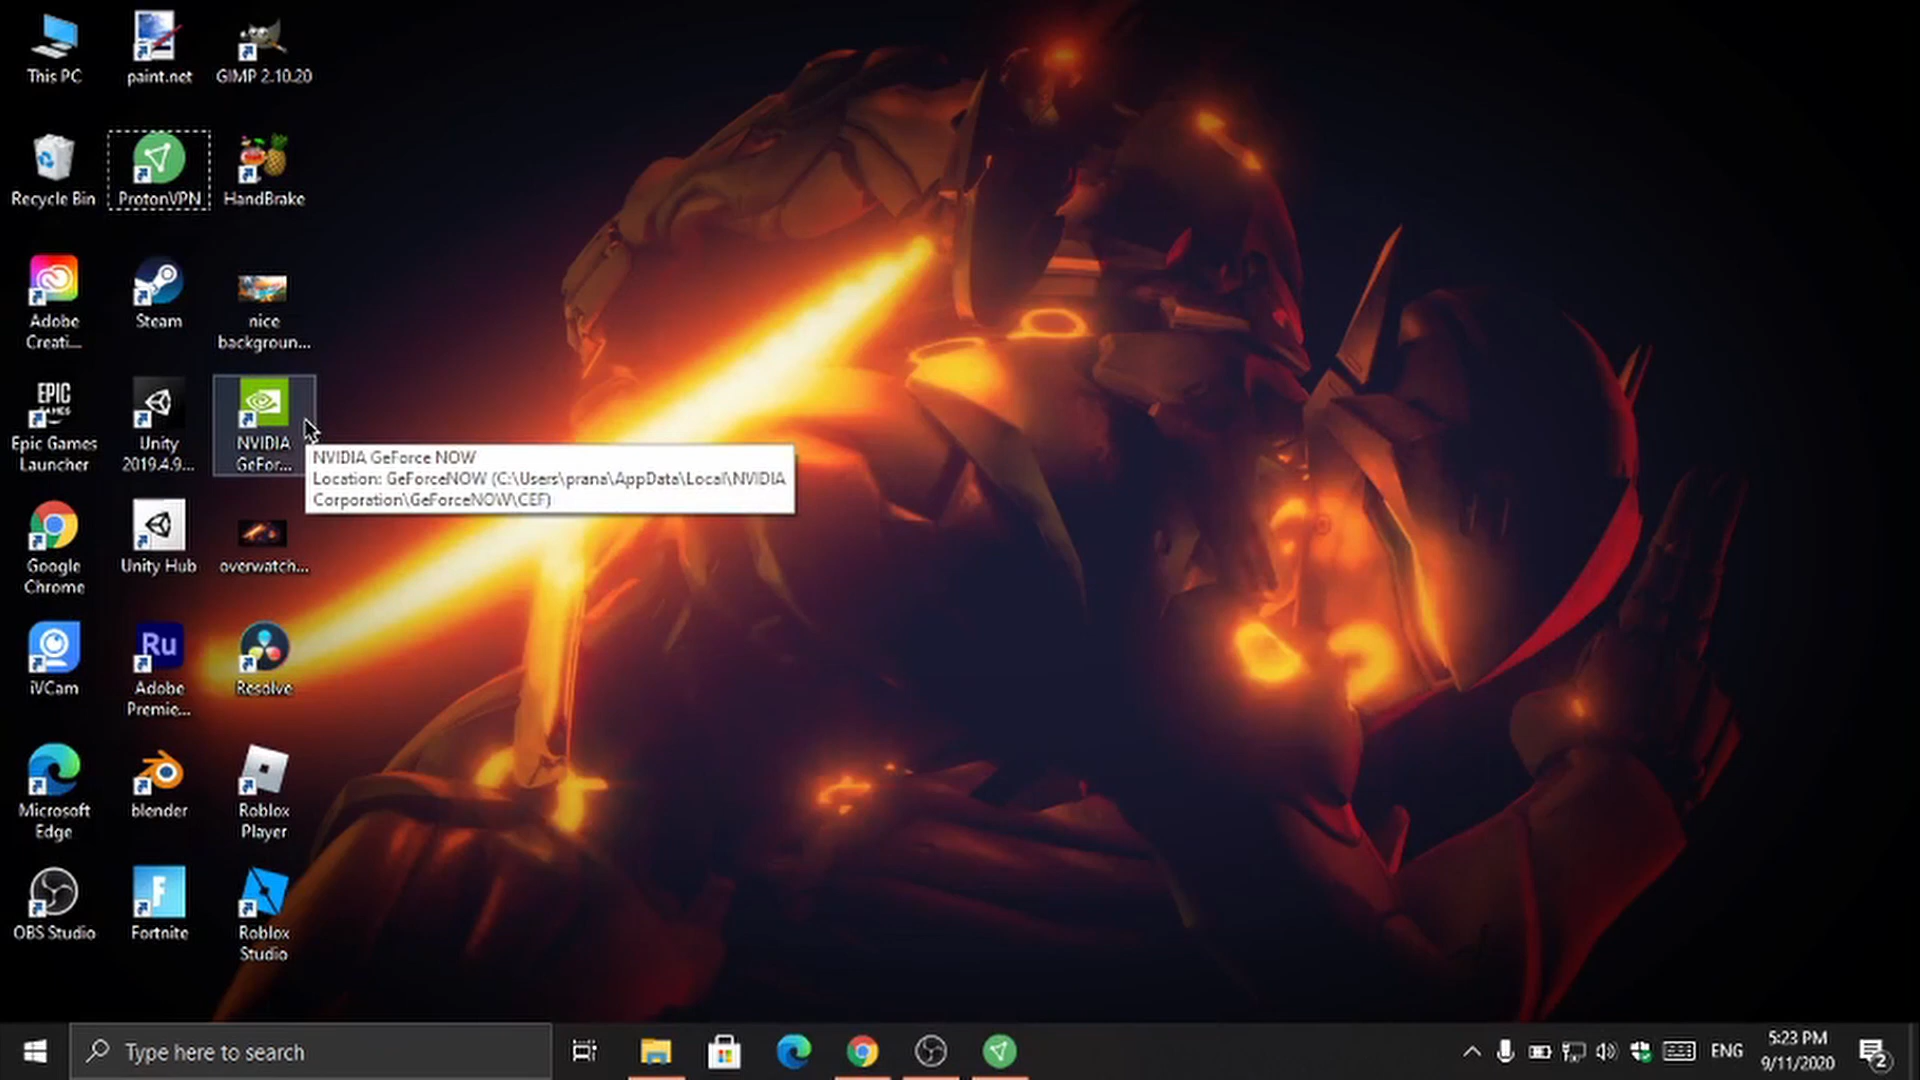 This PC
paint.net
GIMP 2.10.20
Recycle Bin
ProtonVPN
HandBrake
Adobe
Creati...
Steam
nice
backgroun...
EPIC
GAMES
Epic Games
Launcher
Unity
2019.4.9...
NVIDIA
GeFor...
NVIDIA GeForce NOW
Location: GeForceNOW (C:\Users\prana\AppData\Local\NVIDIA
Corporation\GeForceNOW\CEF)
Google
Chrome
Unity Hub
overwatch...
iVCam
Ru
Adobe
Premie...
Resolve
Microsoft
Edge
blender
Roblox
Player
OBS Studio
F
Fortnite
Roblox
Studio
Type here to search
ENG
5:23 PM
9/11/2020
2